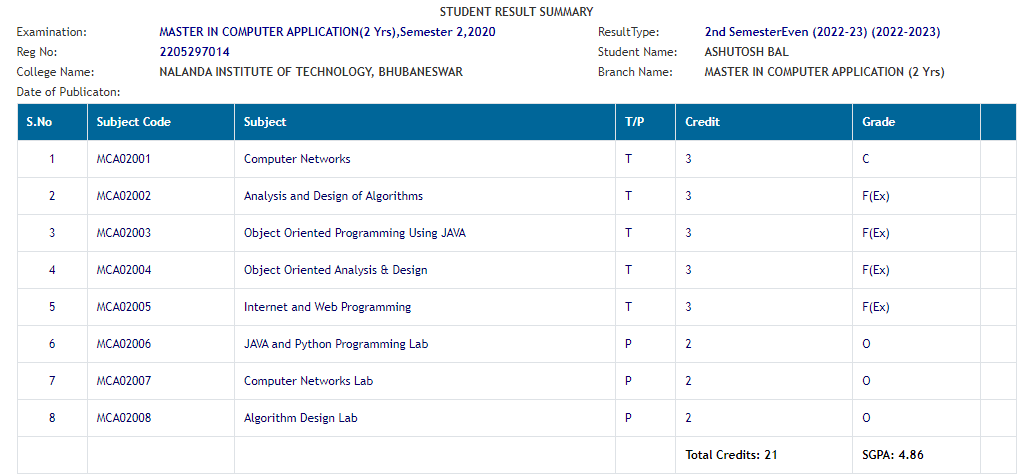 STUDENT RESULT SUMMARY
Examination: MASTER IN COMPUTER APPLICATION(2 Yrs),Semester 2,2020 ResultType: 2nd SemesterEven (2022-23) (2022-2023)
Reg No: 2205297014 Student Name: ASHUTOSH BAL
College Name: NALANDA INSTITUTE OF TECHNOLOGY, BHUBANESWAR Branch Name: MASTER IN COMPUTER APPLICATION (2 Yrs)
Date of Publicaton:
S.No Subject Code Subject T/P Credit Grade
1 MCA02001 Computer Networks T 3 C
2 MCA02002 Analysis and Design of Algorithms T 3 F(Ex)
3 MCA02003 Object Oriented Programming Using JAVA T 3 F(Ex)
4 MCA02004 Object Oriented Analysis & Design T 3 F(Ex)
5 MCA02005 Internet and Web Programming T 3 F(Ex)
6 MCA02006 JAVA and Python Programming Lab P 2 O
7 MCA02007 Computer Networks Lab P 2 O
8 MCA02008 Algorithm Design Lab P 2 O
Total Credits: 21 SGPA: 4.86